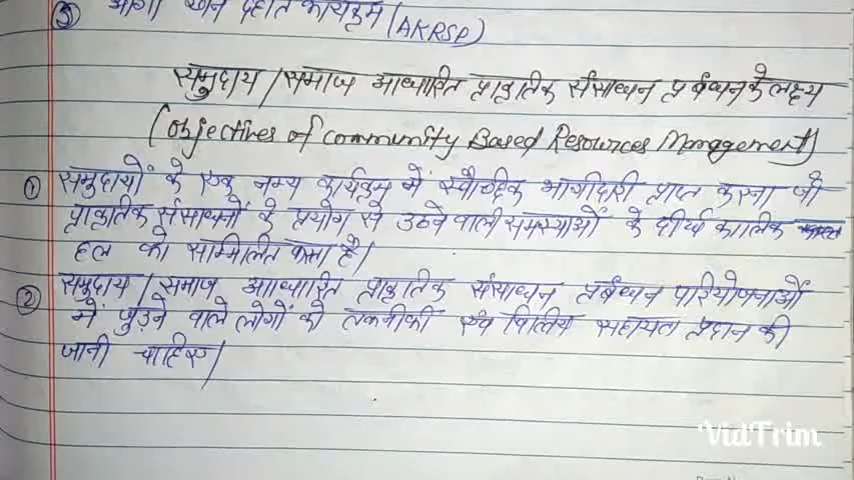 ③ आगा खान देहात कार्यक्रम (AKRSP)
समुदाय / समाज आधारित प्राकृतिक संसाधन प्रबंधन के लक्ष्य
(Objectives of community Based Resources Management)
① समुदायों के एक नम्य कार्यक्रम में स्वैच्छिक भागीदारी प्राप्त करना जो
प्राकृतिक संसाधनों के प्रयोग से उठने वाली समस्याओं के दीर्घ कालिक
हल को सम्मिलित करता है।
② समुदाय / समाज आधारित प्राकृतिक संसाधन प्रबंधन परियोजनाओं
में जुड़ने वाले लोगों को तकनीकी एवं वित्तिय सहायता प्रदान की
जानी चाहिए।
VidTrim